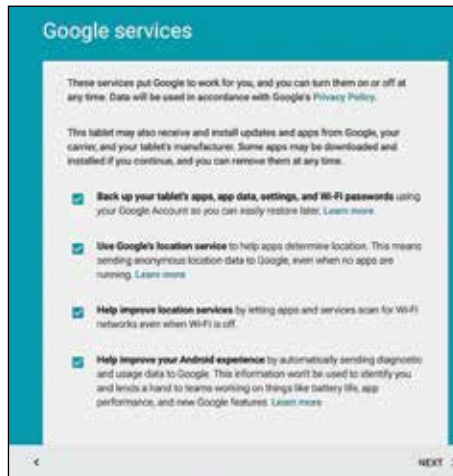 Google services
These services put Google to work for you, and you can turn them on or off at
any time. Data will be used in accordance with Google's Privacy Policy.
This tablet may also receive and install updates and apps from Google, your
carrier, and your tablet's manufacturer. Some apps may be downloaded and
installed if you continue, and you can remove them at any time.
Back up your tablet's apps, app data, settings, and Wi-Fi passwords using
your Google Account so you can easily restore later. Learn more
Use Google's location service to help apps determine location. This means
sending anonymous location data to Google, even when no apps are
running. Learn more
Help improve location services by letting apps and services scan for Wi-Fi
networks even when Wi-Fi is off.
Help improve your Android experience by automatically sending diagnostic
and usage data to Google. This information won't be used to identify you
and lends a hand to teams working on things like battery life, app
performance, and new Google features. Learn more
NEXT